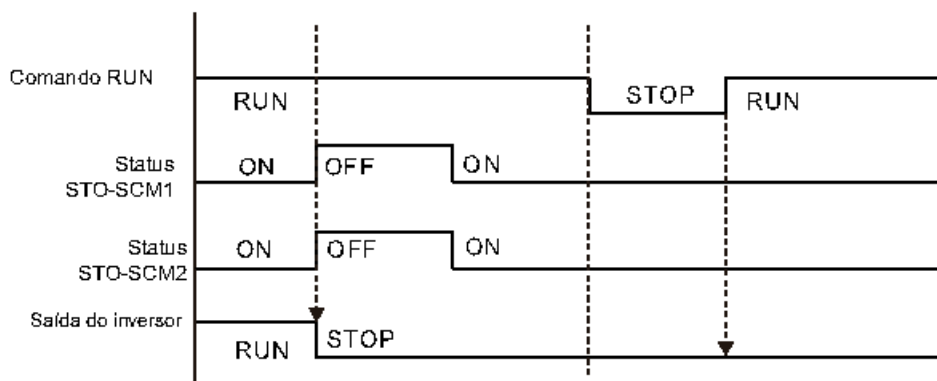 Comando RUN
RUN
STOP
RUN
Status
STO-SCM1
ON
OFF
ON
Status
STO-SCM2
ON
OFF
ON
Saída do inversor
RUN
STOP